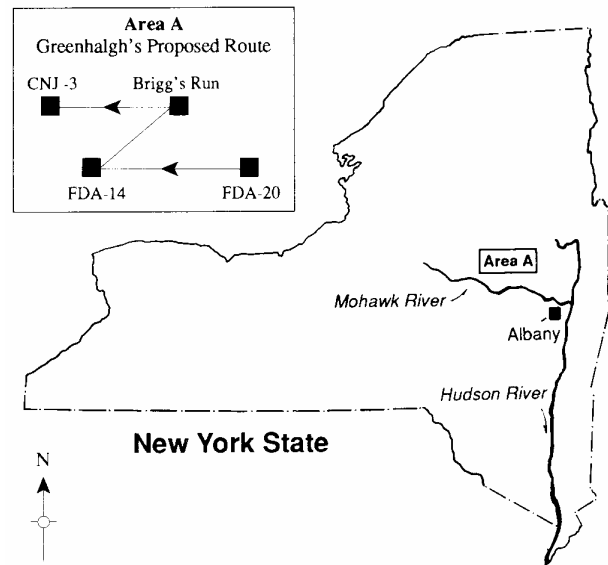 Area A
Greenhalgh's Proposed Route
CNJ -3
Brigg's Run
FDA-14
FDA-20
Area A
Mohawk River
Albany
Hudson River
New York State
N